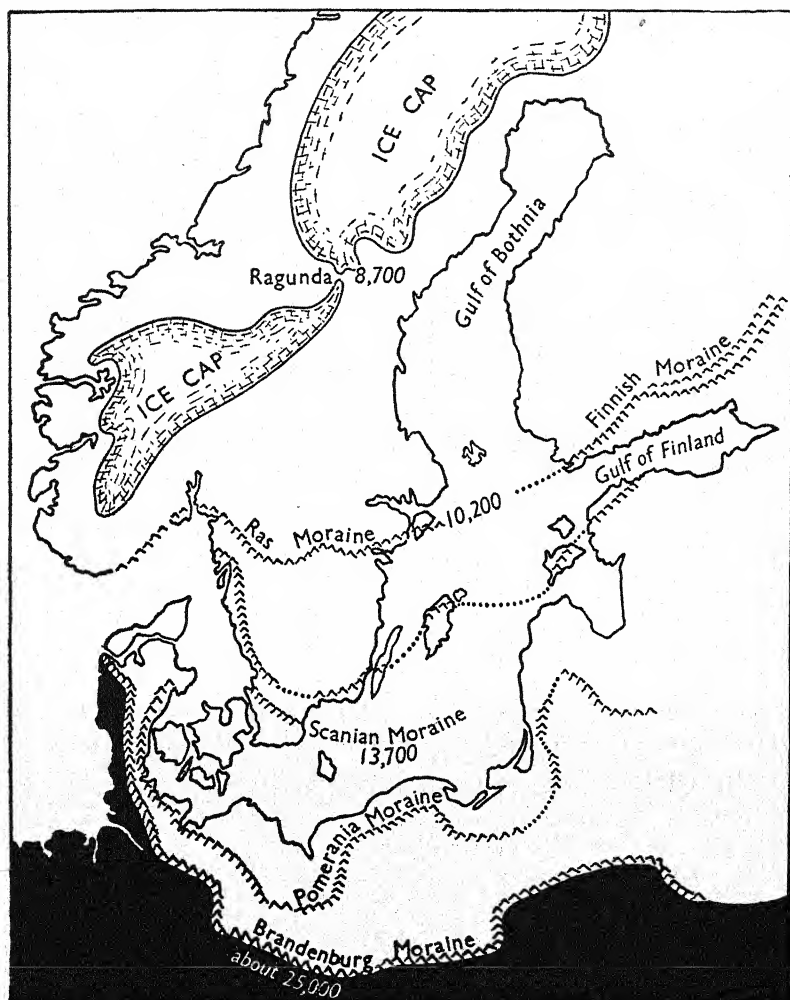 ICE CAP
Gulf of Bothnia
Ragunda 8,700
ICE CAP
Finnish Moraine
Gulf of Finland
10,200
Ras Moraine
Scanian Moraine
13,700
Pomerania Moraine
Brandenburg Moraine
about 25,000